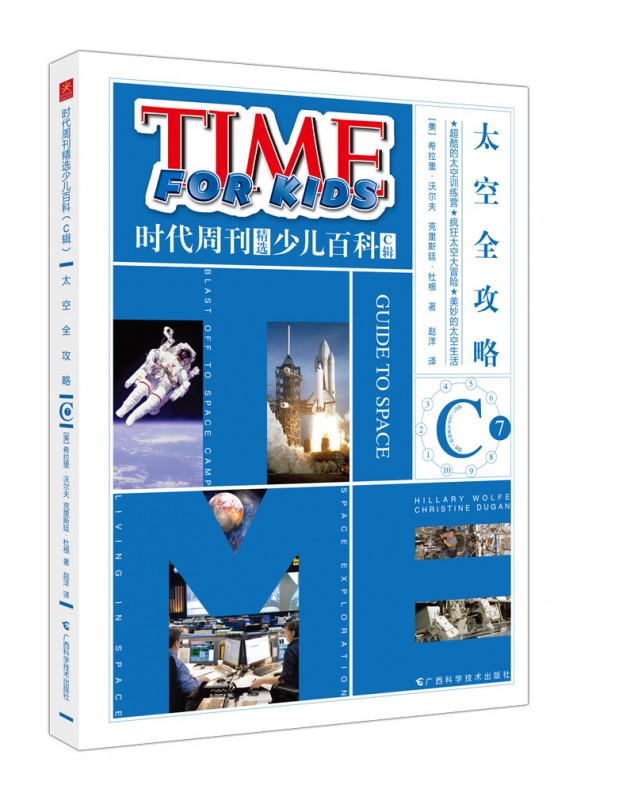 时代周刊精选少儿百科(C辑)
太空全攻略
C
7
[美] 希拉里·沃尔夫 克里斯廷·杜根 著 赵洋 译
广西科学技术出版社
TIME
FOR KIDS
时代周刊精选少儿百科C辑
太空全攻略
★超酷的太空训练营★疯狂太空大冒险★美妙的太空生活
[美] 希拉里·沃尔夫 克里斯廷·杜根 著 赵洋 译
BLAST OFF TO SPACE CAMP
GUIDE TO SPACE
1
2
3
4
5
6
C
7
8
9
10
LIVING IN SPACE
SPACE EXPLORATION
HILLARY WOLFE
CHRISTINE DUGAN
广西科学技术出版社